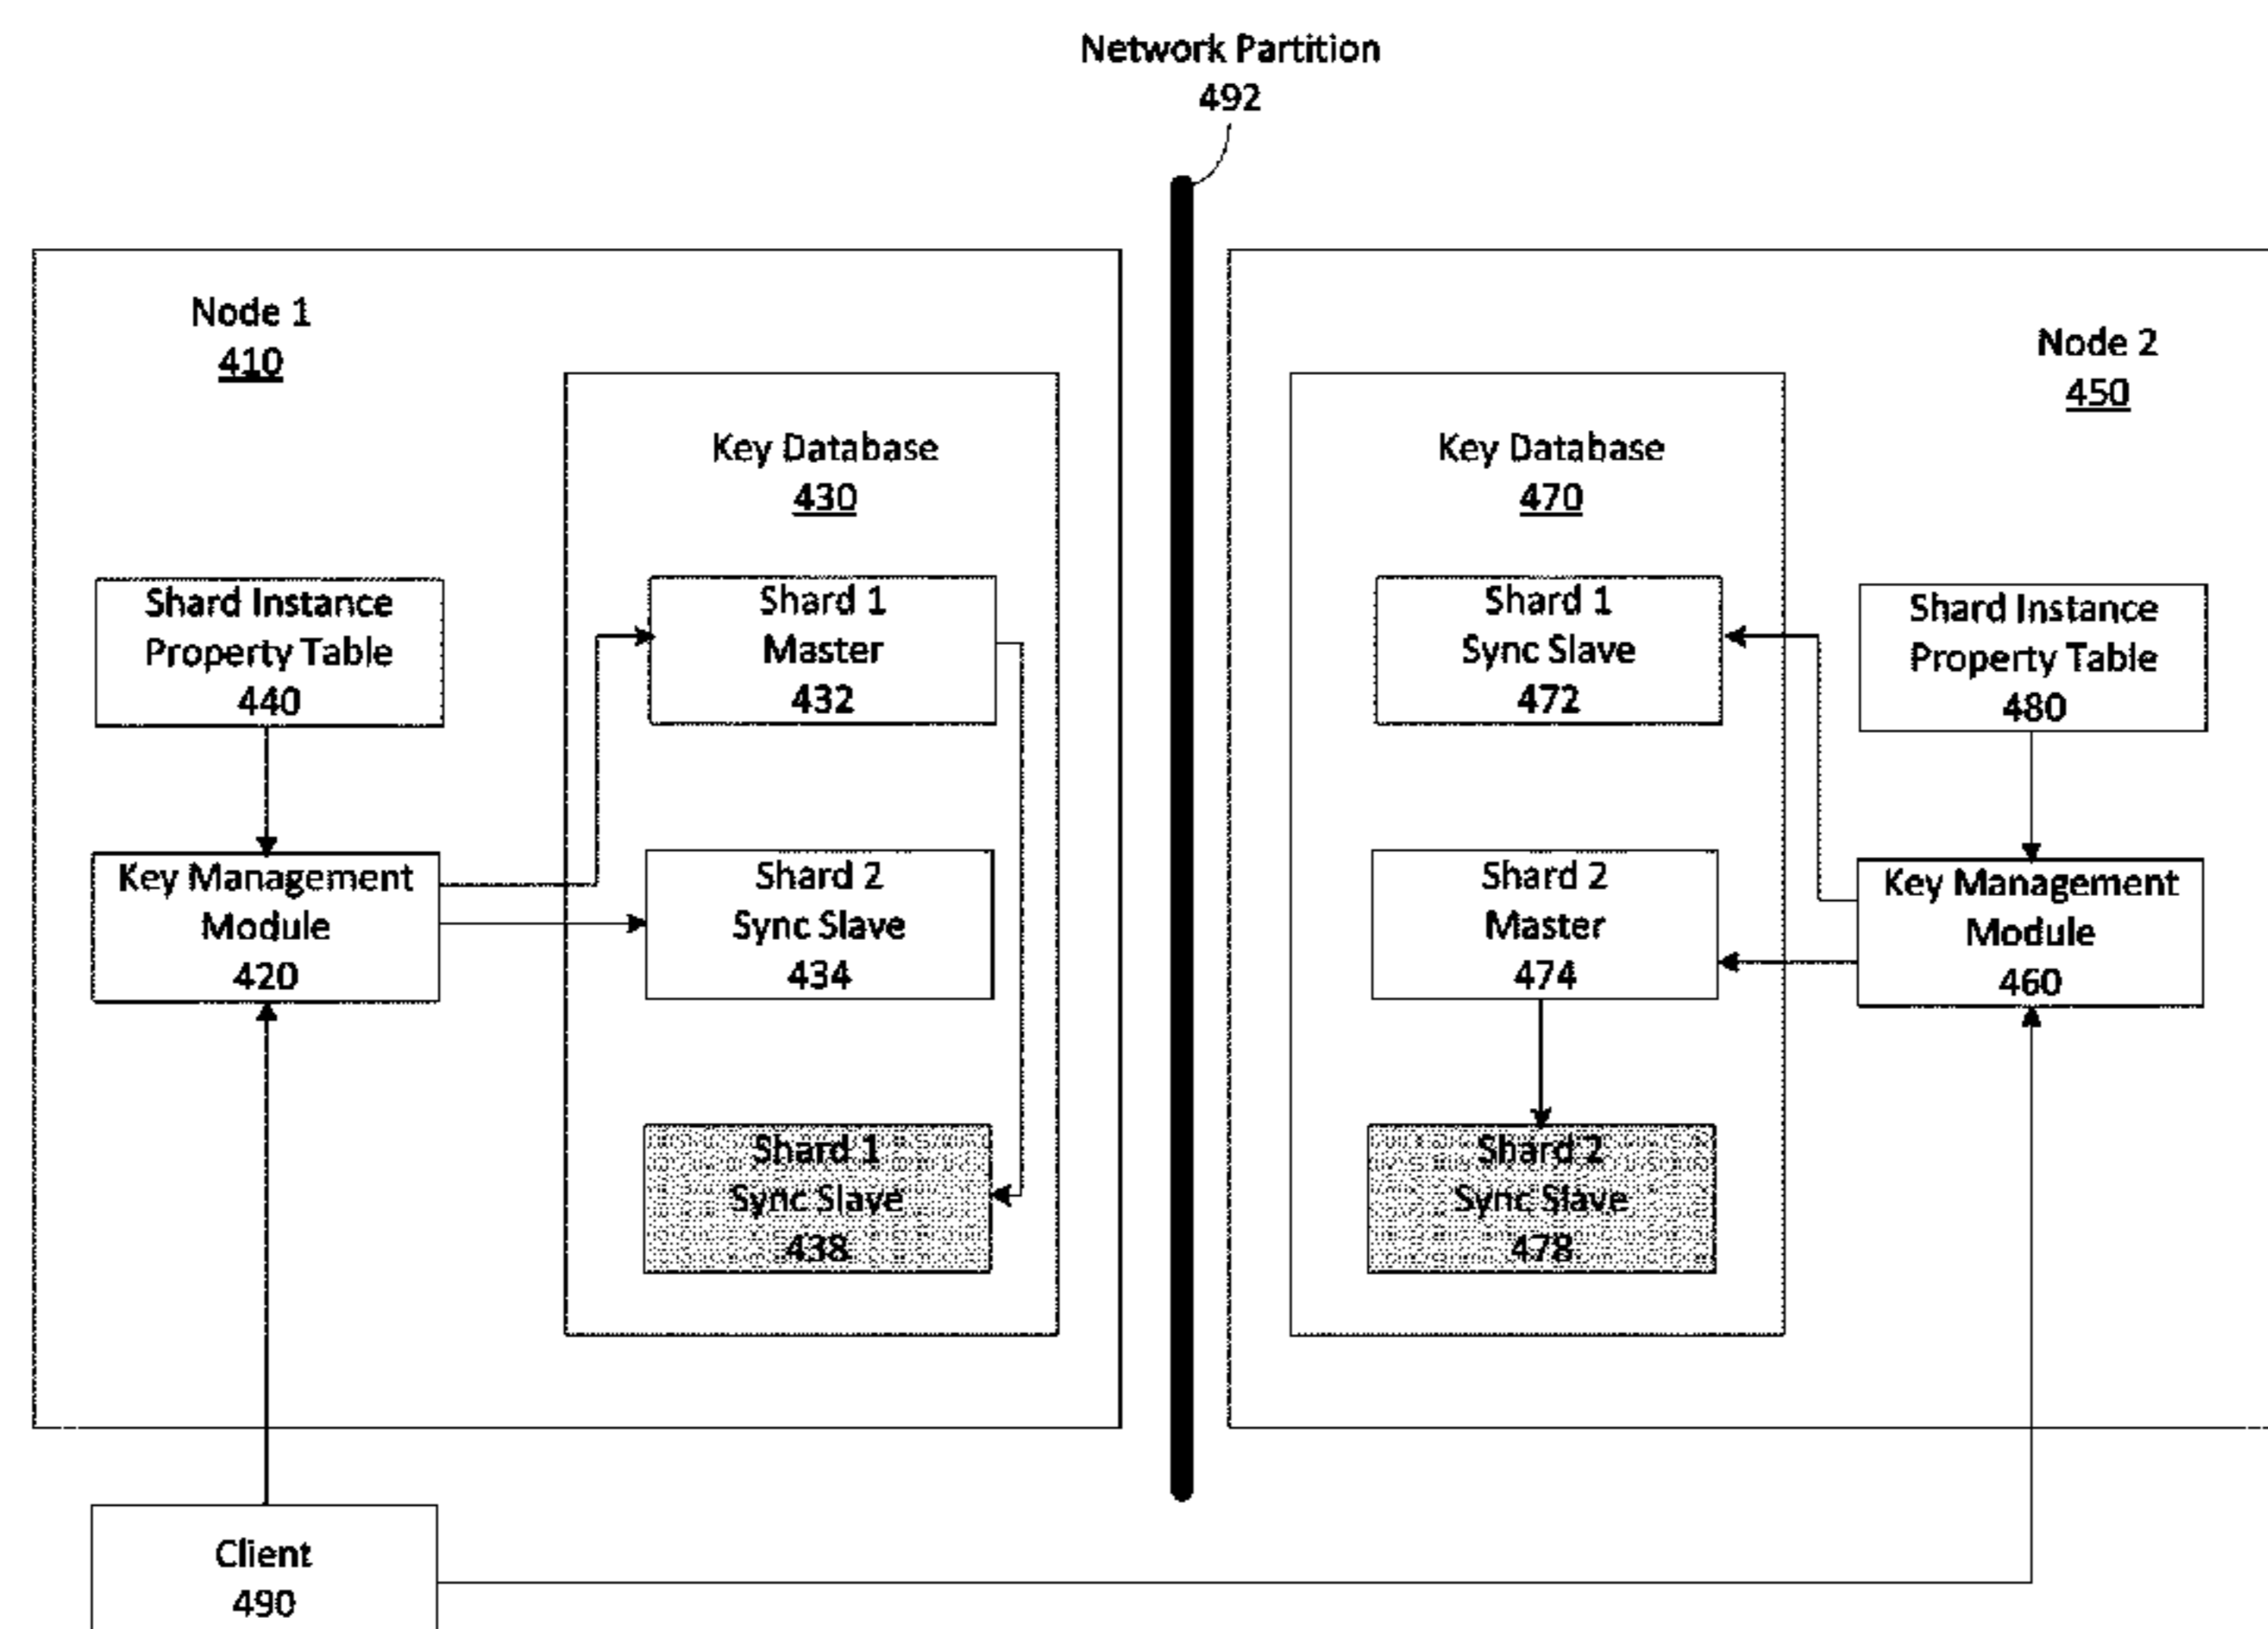 Network Partition
492
Node 1
410
Key Database
430
Shard Instance
Property Table
440
Shard 1
Master
432
Key Management
Module
420
Shard 2
Sync Slave
434
Shard 1
Sync Slave
438
Node 2
450
Key Database
470
Shard 1
Sync Slave
472
Shard Instance
Property Table
480
Shard 2
Master
474
Key Management
Module
460
Shard 2
Sync Slave
478
Client
490